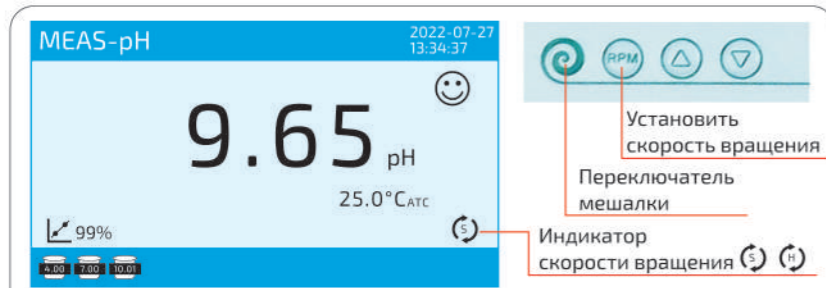 MEAS-pH
2022-07-27
13:34:37
9.65 pH
25.0°C ATC
99%
S
4.00 7.00 10.01
RPM
Установить
скорость вращения
Переключатель
мешалки
Индикатор
скорости вращения S H